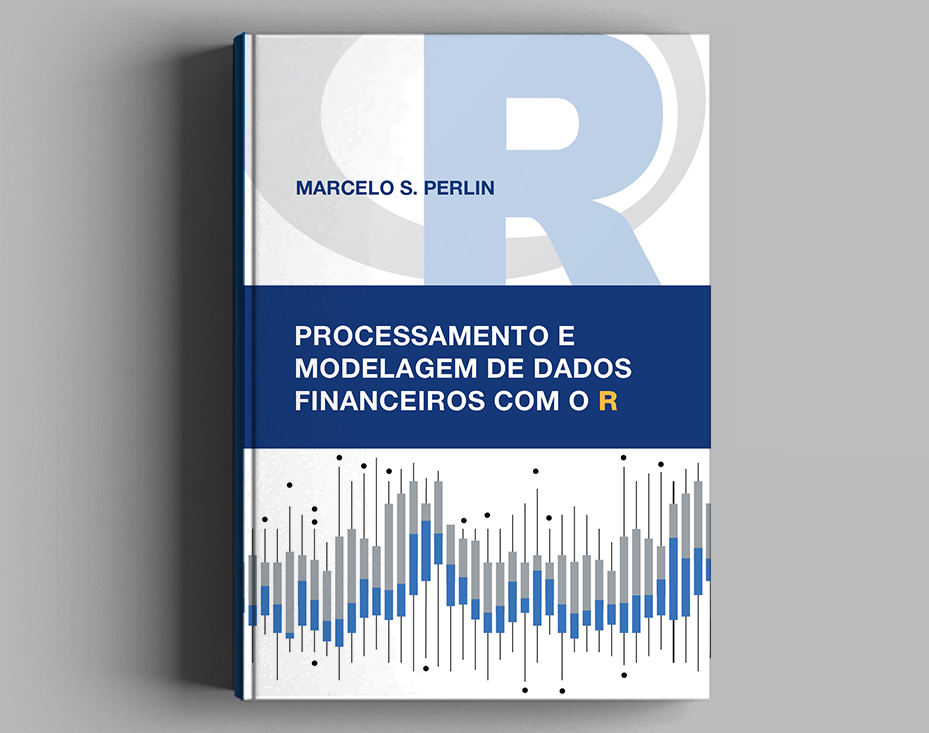 R
MARCELO S. PERLIN
PROCESSAMENTO E
MODELAGEM DE DADOS
FINANCEIROS COM O R